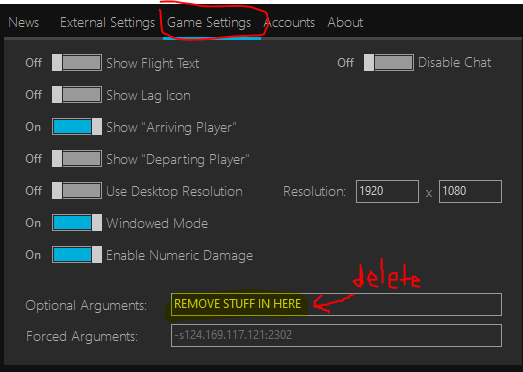 News External Settings Game Settings Accounts About
Off Show Flight Text Off Disable Chat
Off Show Lag Icon
On Show "Arriving Player"
Off Show "Departing Player"
Off Use Desktop Resolution Resolution: 1920 x 1080
On Windowed Mode
On Enable Numeric Damage
delete
Optional Arguments: REMOVE STUFF IN HERE
Forced Arguments: -s124.169.117.121:2302